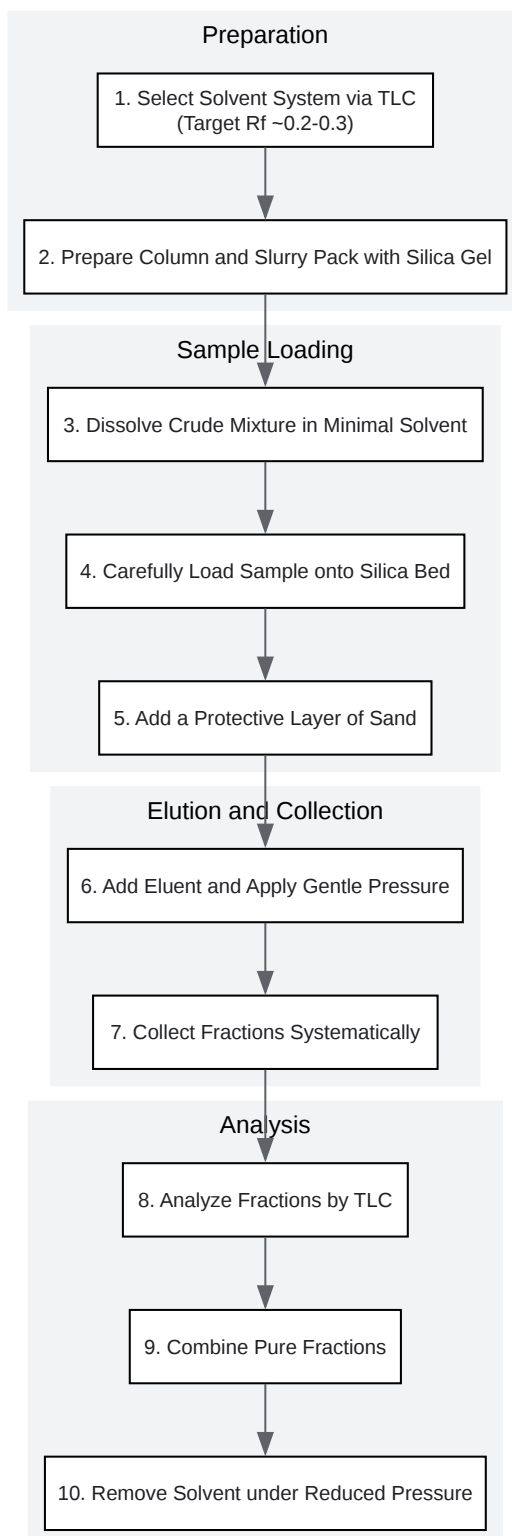 Preparation
1. Select Solvent System via TLC
(Target Rf ~0.2-0.3)
2. Prepare Column and Slurry Pack with Silica Gel
Sample Loading
3. Dissolve Crude Mixture in Minimal Solvent
4. Carefully Load Sample onto Silica Bed
5. Add a Protective Layer of Sand
Elution and Collection
6. Add Eluent and Apply Gentle Pressure
7. Collect Fractions Systematically
Analysis
8. Analyze Fractions by TLC
9. Combine Pure Fractions
10. Remove Solvent under Reduced Pressure